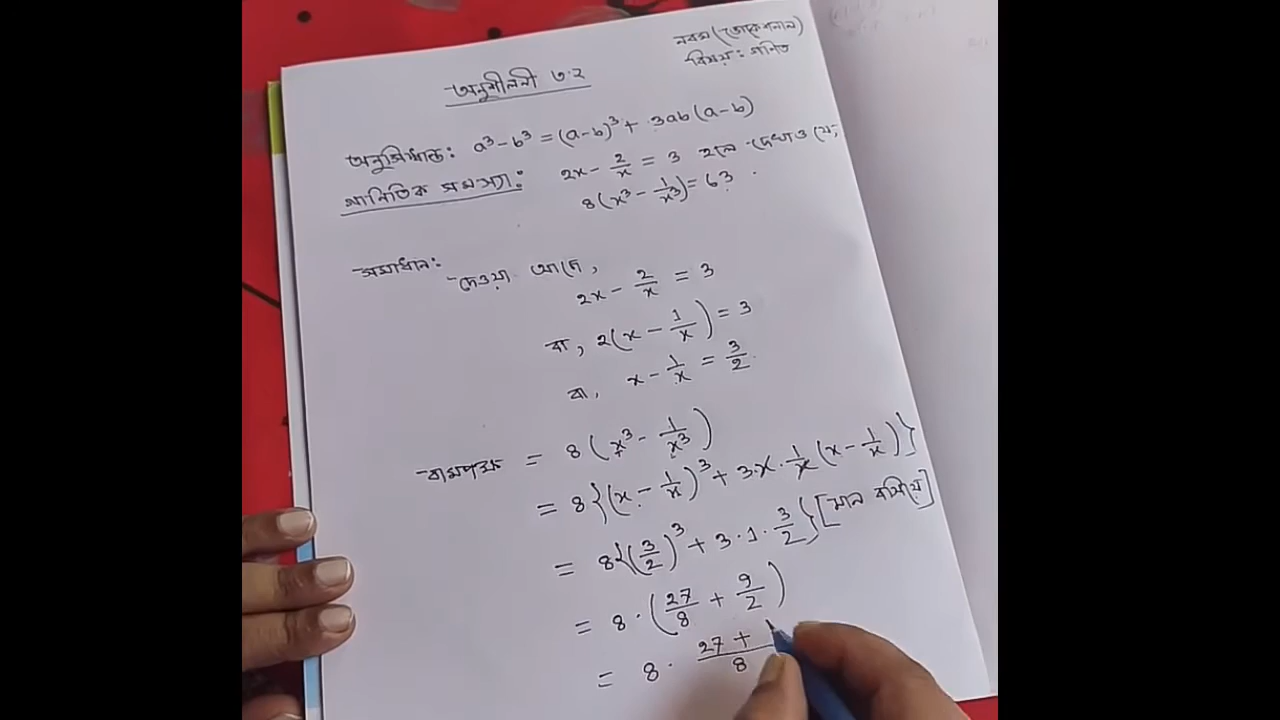 নবম (ভোকেশনাল)
বিষয়: গণিত
অনুশীলনী ৩.২
অনুসিদ্ধান্ত: a³ - b³ = (a-b)³ + 3ab(a-b)
গাণিতিক সমস্যা: 2x - 2/x = 3 হলে দেখাও যে,
8(x³ - 1/x³) = 63.
সমাধান: দেওয়া আছে,
2x - 2/x = 3
বা, 2(x - 1/x) = 3
বা, x - 1/x = 3/2.
বামপক্ষ = 8(x³ - 1/x³)
= 8{(x - 1/x)³ + 3·x·1/x(x - 1/x)}
= 8{(3/2)³ + 3·1·3/2} [মান বসিয়ে]
= 8·(27/8 + 9/2)
= 8· 27+/8